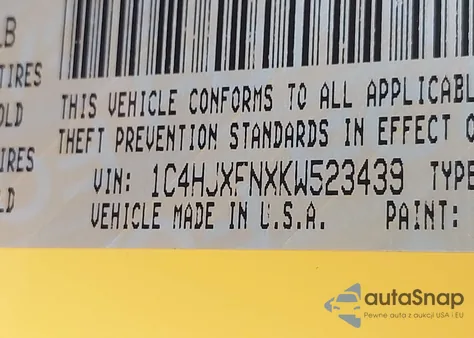 LB
TIRES
OLD
TIRES
LD
THIS VEHICLE CONFORMS TO ALL APPLICABL
THEFT PREVENTION STANDARDS IN EFFECT O
VIN: 1C4HJXFNXKW523439 TYPE
VEHICLE MADE IN U.S.A. PAINT:
autaSnap
Pewne auta z aukcji USA i EU